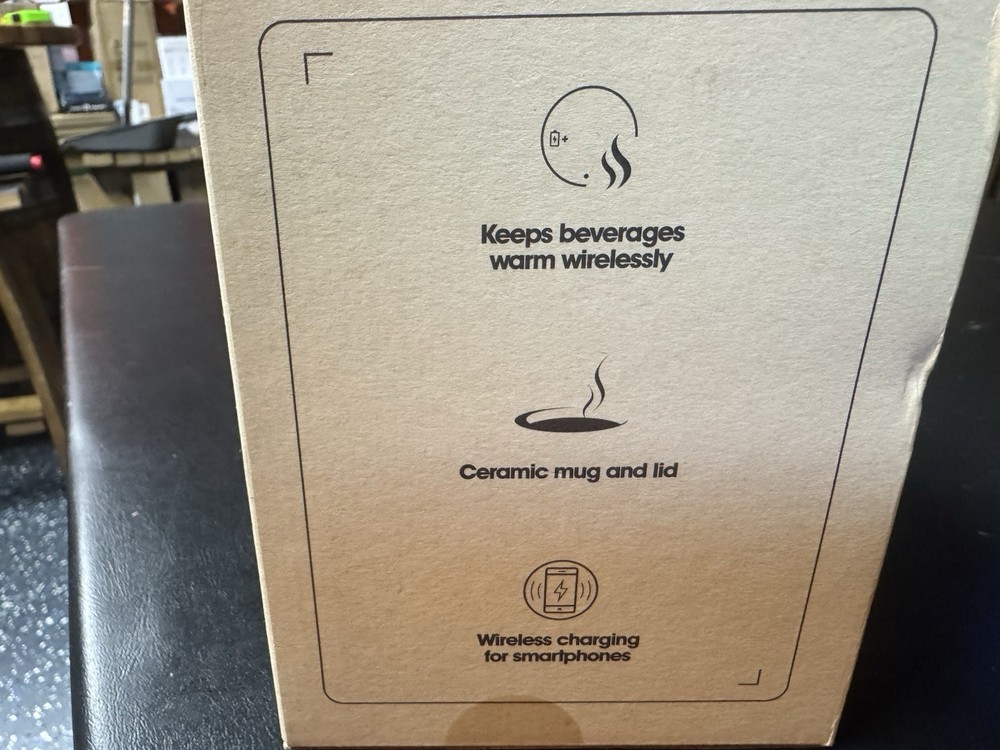 Keeps beverages
warm wirelessly
Ceramic mug and lid
Wireless charging
for smartphones